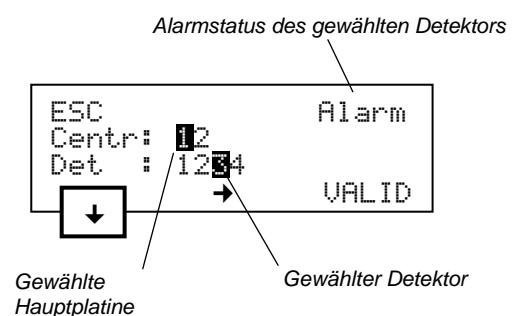 Alarmstatus des gewählten Detektors
ESC Alarm
Centr: 12
Det : 1234
↓ → VALID
Gewählte
Hauptplatine
Gewählter Detektor